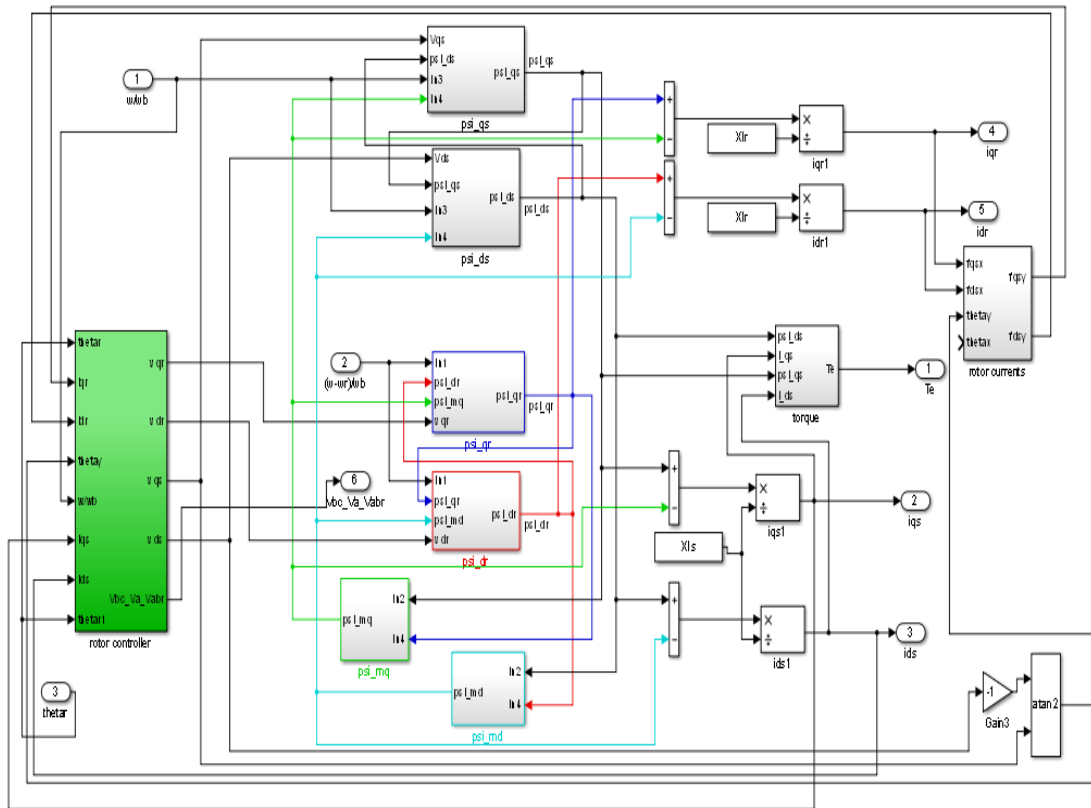 1
w/wb
Vqs
psi_ds
In3
In4
psi_qs
psi_qs
psi_qs
Vds
psi_qs
In3
In4
psi_ds
psi_ds
psi_ds
+
−
Xlr
×
÷
iqr1
4
iqr
+
−
Xlr
×
÷
idr1
5
idr
fqsx
fdsx
thetay
thetax
fqsy
fdsy
rotor currents
thetar
iqr
idr
thetay
w/wb
iqs
ids
thetar1
v qr
v dr
v qs
v ds
Vbc_Va_Vabr
rotor controller
2
(w-wr)/wb
In1
psi_dr
psi_mq
v qr
psi_qr
psi_qr
psi_qr
psi_ds
i_qs
psi_qs
i_ds
Te
torque
1
Te
6
Vbc_Va_Vabr
In1
psi_qr
psi_md
v dr
psi_dr
psi_dr
psi_dr
+
−
×
÷
iqs1
2
iqs
Xls
psi_mq
In2
In4
psi_mq
+
−
×
÷
ids1
3
ids
psi_md
In2
In4
psi_md
3
thetar
-1
Gain3
atan2